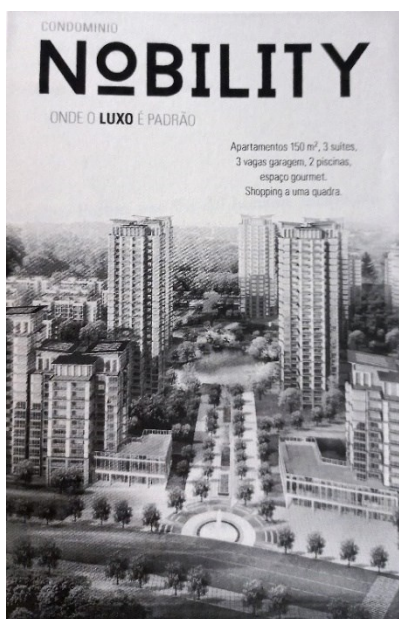 CONDOMINIO
NOBILITY
ONDE O LUXO É PADRÃO
Apartamentos 150 m², 3 suítes,
3 vagas garagem, 2 piscinas,
espaço gourmet.
Shopping a uma quadra.